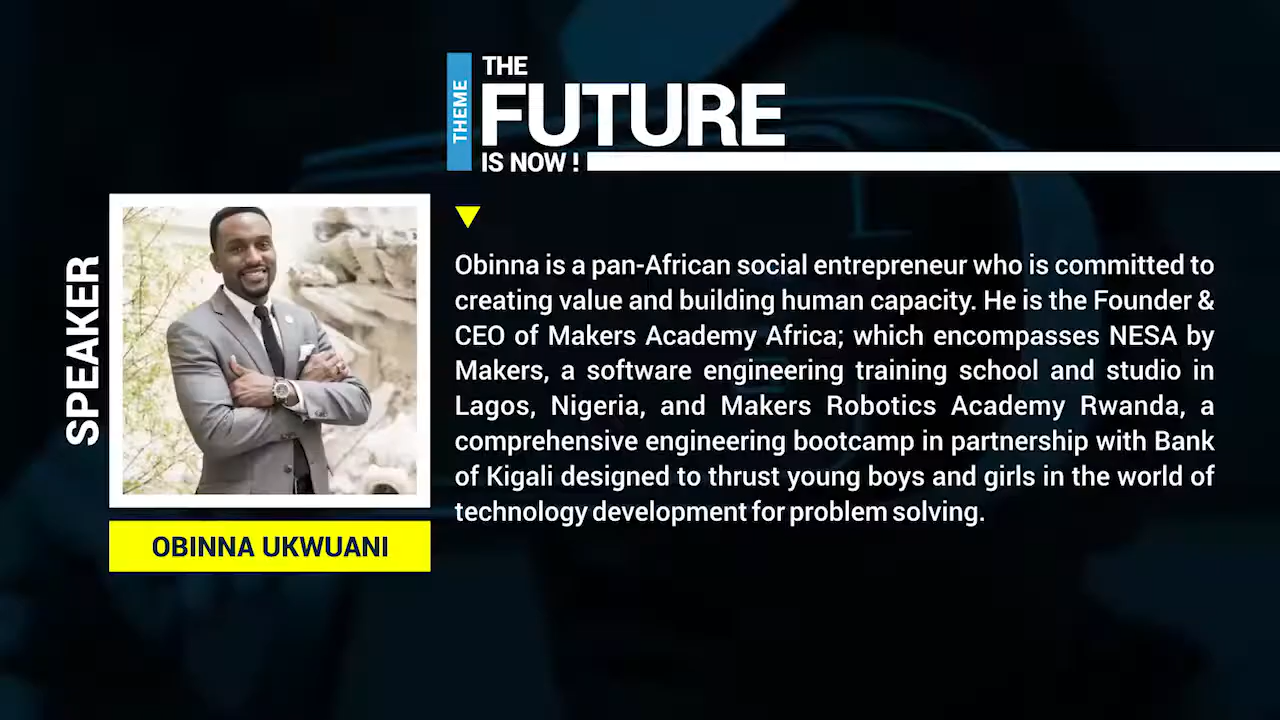 THEME
THE
FUTURE
IS NOW !
SPEAKER
OBINNA UKWUANI
Obinna is a pan-African social entrepreneur who is committed to
creating value and building human capacity. He is the Founder &
CEO of Makers Academy Africa; which encompasses NESA by
Makers, a software engineering training school and studio in
Lagos, Nigeria, and Makers Robotics Academy Rwanda, a
comprehensive engineering bootcamp in partnership with Bank
of Kigali designed to thrust young boys and girls in the world of
technology development for problem solving.